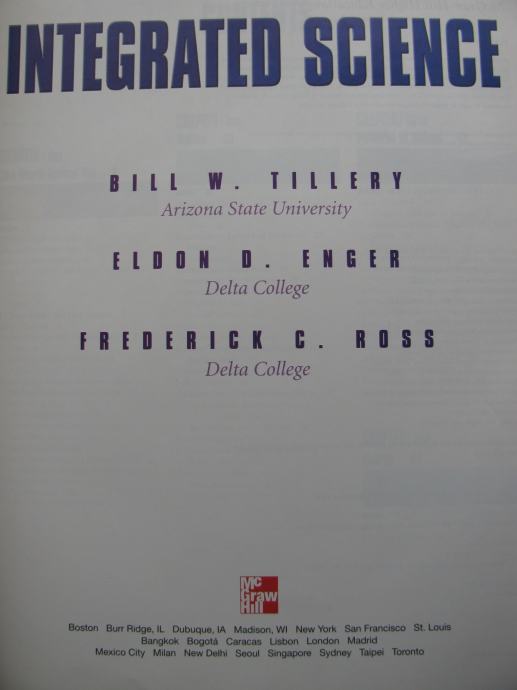 INTEGRATED SCIENCE
BILL W. TILLERY
Arizona State University
ELDON D. ENGER
Delta College
FREDERICK C. ROSS
Delta College
Mc
Graw
Hill
Boston Burr Ridge, IL Dubuque, IA Madison, WI New York San Francisco St. Louis
Bangkok Bogotá Caracas Lisbon London Madrid
Mexico City Milan New Delhi Seoul Singapore Sydney Taipei Toronto